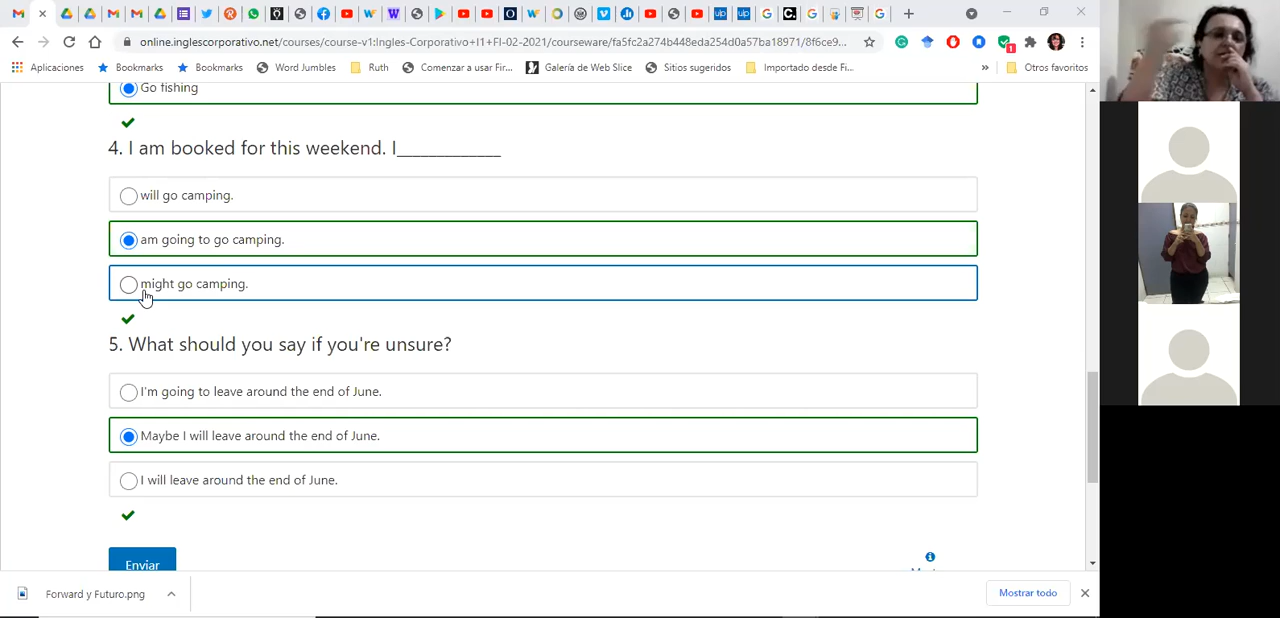 online.inglescorporativo.net/courses/course-v1:Ingles-Corporativo+I1+FI-02-2021/courseware/fa5fc2a274b448eda254d0a57ba18971/8f6ce9...
Aplicaciones Bookmarks Bookmarks Word Jumbles Ruth Comenzar a usar Fir... Galería de Web Slice Sitios sugeridos Importado desde Fi... » Otros favoritos
Go fishing
4. I am booked for this weekend. I_____________
will go camping.
am going to go camping.
might go camping.
5. What should you say if you're unsure?
I'm going to leave around the end of June.
Maybe I will leave around the end of June.
I will leave around the end of June.
Enviar
Forward y Futuro.png
Mostrar todo